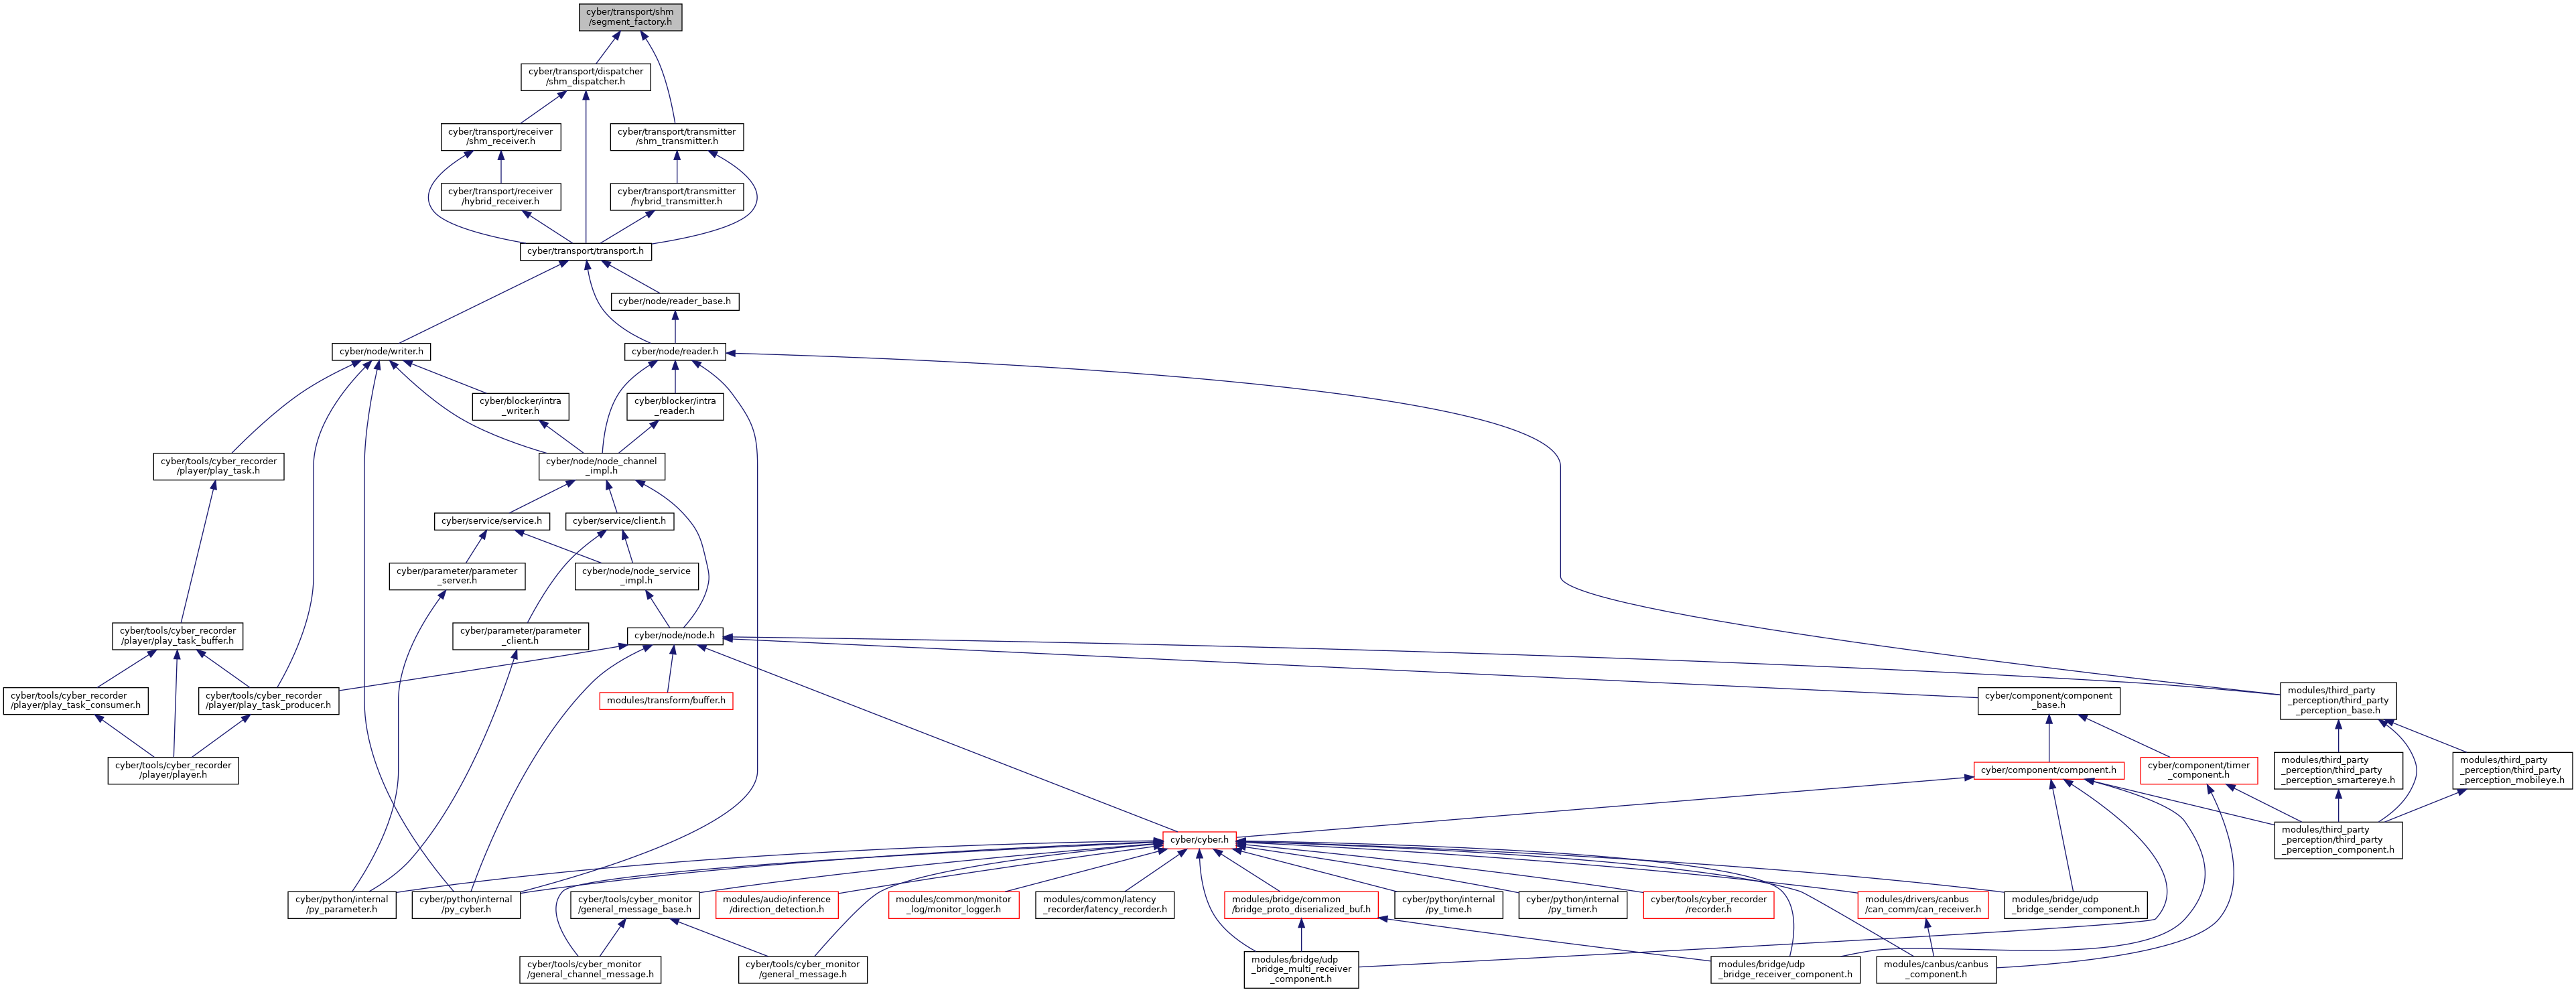 cyber/transport/shm
/segment_factory.h
cyber/transport/dispatcher
/shm_dispatcher.h
cyber/transport/receiver
/shm_receiver.h
cyber/transport/transmitter
/shm_transmitter.h
cyber/transport/receiver
/hybrid_receiver.h
cyber/transport/transmitter
/hybrid_transmitter.h
cyber/transport/transport.h
cyber/node/reader_base.h
cyber/node/writer.h
cyber/node/reader.h
cyber/blocker/intra
_writer.h
cyber/blocker/intra
_reader.h
cyber/tools/cyber_recorder
/player/play_task.h
cyber/node/node_channel
_impl.h
cyber/service/service.h
cyber/service/client.h
cyber/parameter/parameter
_server.h
cyber/node/node_service
_impl.h
cyber/tools/cyber_recorder
/player/play_task_buffer.h
cyber/parameter/parameter
_client.h
cyber/node/node.h
cyber/tools/cyber_recorder
/player/play_task_consumer.h
cyber/tools/cyber_recorder
/player/play_task_producer.h
modules/transform/buffer.h
cyber/component/component
_base.h
modules/third_party
_perception/third_party
_perception_base.h
cyber/tools/cyber_recorder
/player/player.h
cyber/component/component.h
cyber/component/timer
_component.h
modules/third_party
_perception/third_party
_perception_smartereye.h
modules/third_party
_perception/third_party
_perception_mobileye.h
cyber/cyber.h
modules/third_party
_perception/third_party
_perception_component.h
cyber/python/internal
/py_parameter.h
cyber/python/internal
/py_cyber.h
cyber/tools/cyber_monitor
/general_message_base.h
modules/audio/inference
/direction_detection.h
modules/common/monitor
_log/monitor_logger.h
modules/common/latency
_recorder/latency_recorder.h
modules/bridge/common
/bridge_proto_diserialized_buf.h
cyber/python/internal
/py_time.h
cyber/python/internal
/py_timer.h
cyber/tools/cyber_recorder
/recorder.h
modules/drivers/canbus
/can_comm/can_receiver.h
modules/bridge/udp
_bridge_sender_component.h
cyber/tools/cyber_monitor
/general_channel_message.h
cyber/tools/cyber_monitor
/general_message.h
modules/bridge/udp
_bridge_multi_receiver
_component.h
modules/bridge/udp
_bridge_receiver_component.h
modules/canbus/canbus
_component.h